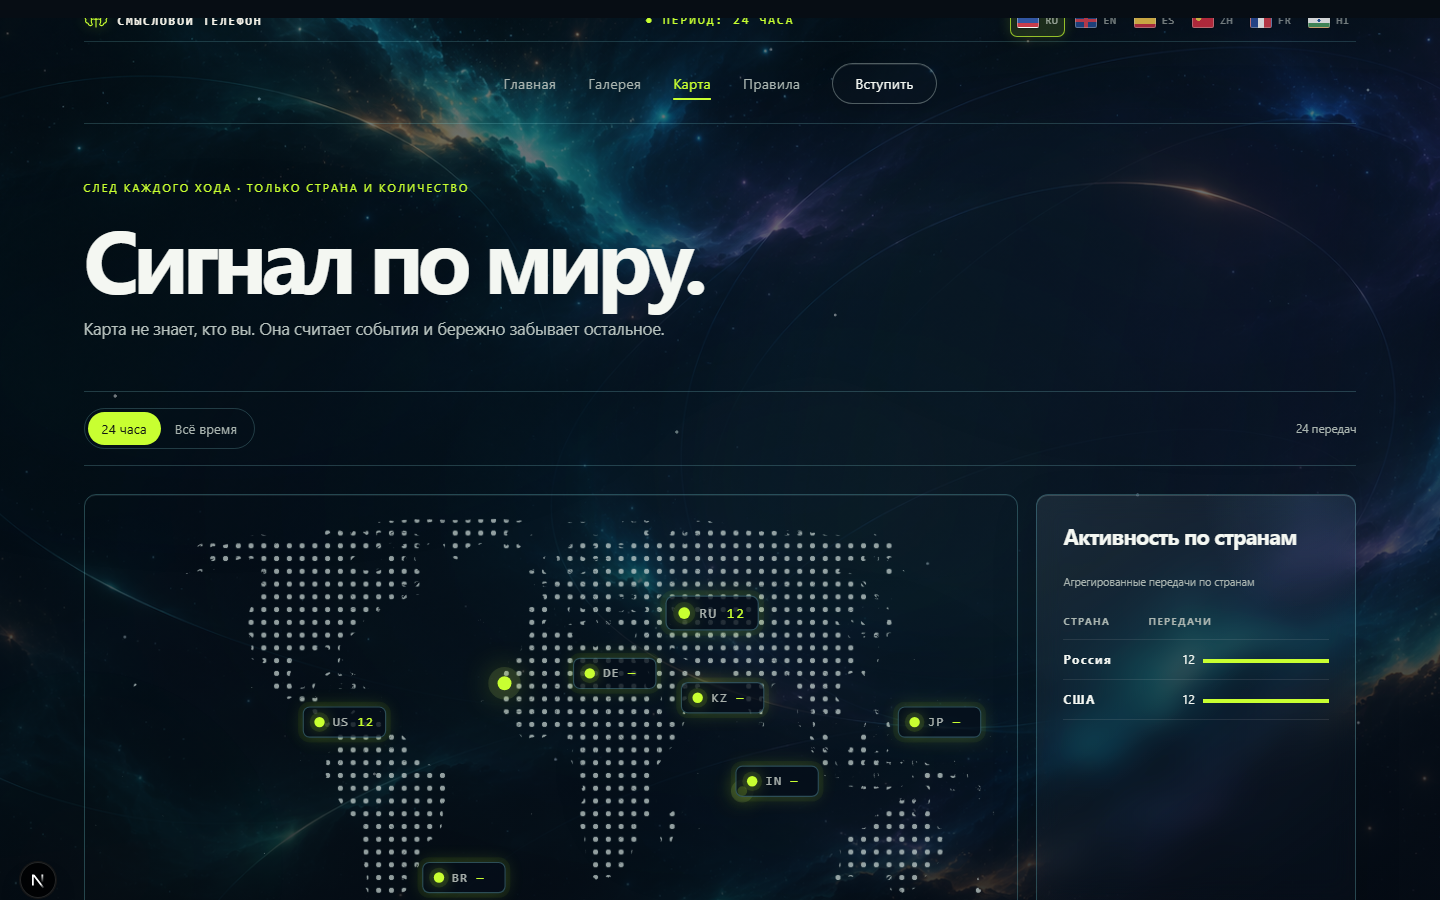 СМЫСЛОВОЙ ТЕЛЕФОН
ПЕРИОД: 24 ЧАСА
RU EN ES ZH FR HI
Главная Галерея Карта Правила Вступить
СЛЕД КАЖДОГО ХОДА · ТОЛЬКО СТРАНА И КОЛИЧЕСТВО
Сигнал по миру.
Карта не знает, кто вы. Она считает события и бережно забывает остальное.
24 часа Всё время
24 передач
RU 12
DE –
KZ –
US 12
JP –
IN –
BR –
Активность по странам
Агрегированные передачи по странам
СТРАНА ПЕРЕДАЧИ
Россия 12
США 12
N